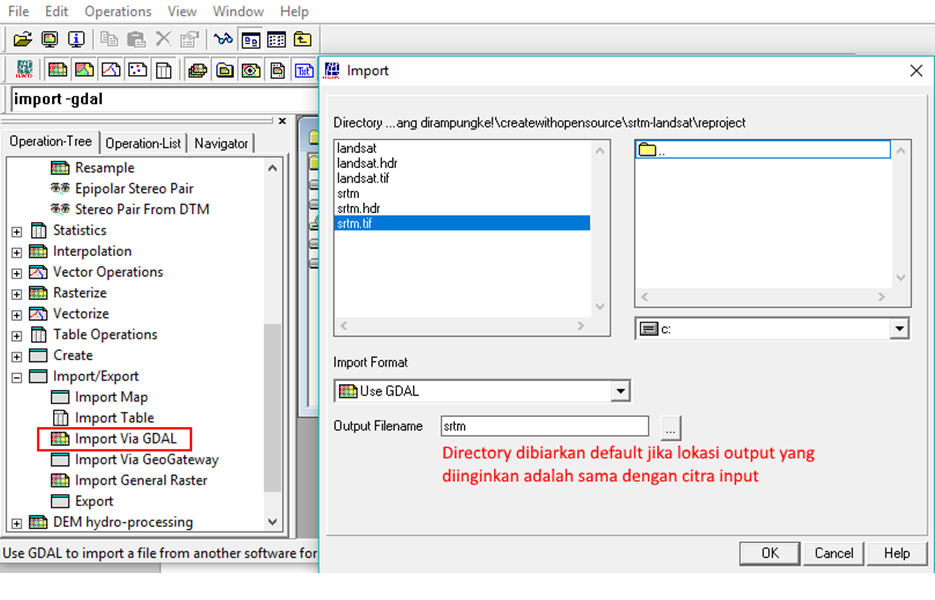 File Edit Operations View Window Help
import -gdal
Operation-Tree Operation-List Navigator
Resample
Epipolar Stereo Pair
Stereo Pair From DTM
Statistics
Interpolation
Vector Operations
Rasterize
Vectorize
Table Operations
Create
Import/Export
Import Map
Import Table
Import Via GDAL
Import Via GeoGateway
Import General Raster
Export
DEM hydro-processing
Use GDAL to import a file from another software for
Import
Directory ...ang dirampungke!\createwithopensource\srtm-landsat\reproject
landsat
landsat.hdr
landsat.tif
srtm
srtm.hdr
srtm.tif
..
c:
Import Format
Use GDAL
Output Filename srtm ...
Directory dibiarkan default jika lokasi output yang
diinginkan adalah sama dengan citra input
OK Cancel Help